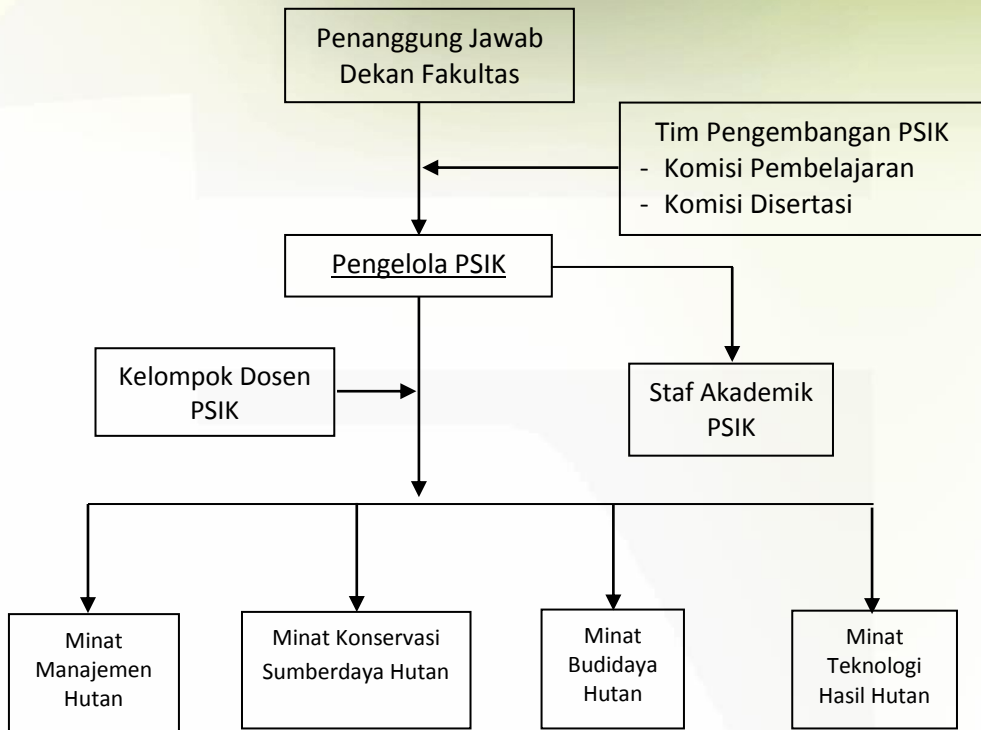 Penanggung Jawab
Dekan Fakultas
Tim Pengembangan PSIK
- Komisi Pembelajaran
- Komisi Disertasi
Pengelola PSIK
Kelompok Dosen
PSIK
Staf Akademik
PSIK
Minat
Manajemen
Hutan
Minat Konservasi
Sumberdaya Hutan
Minat
Budidaya
Hutan
Minat
Teknologi
Hasil Hutan